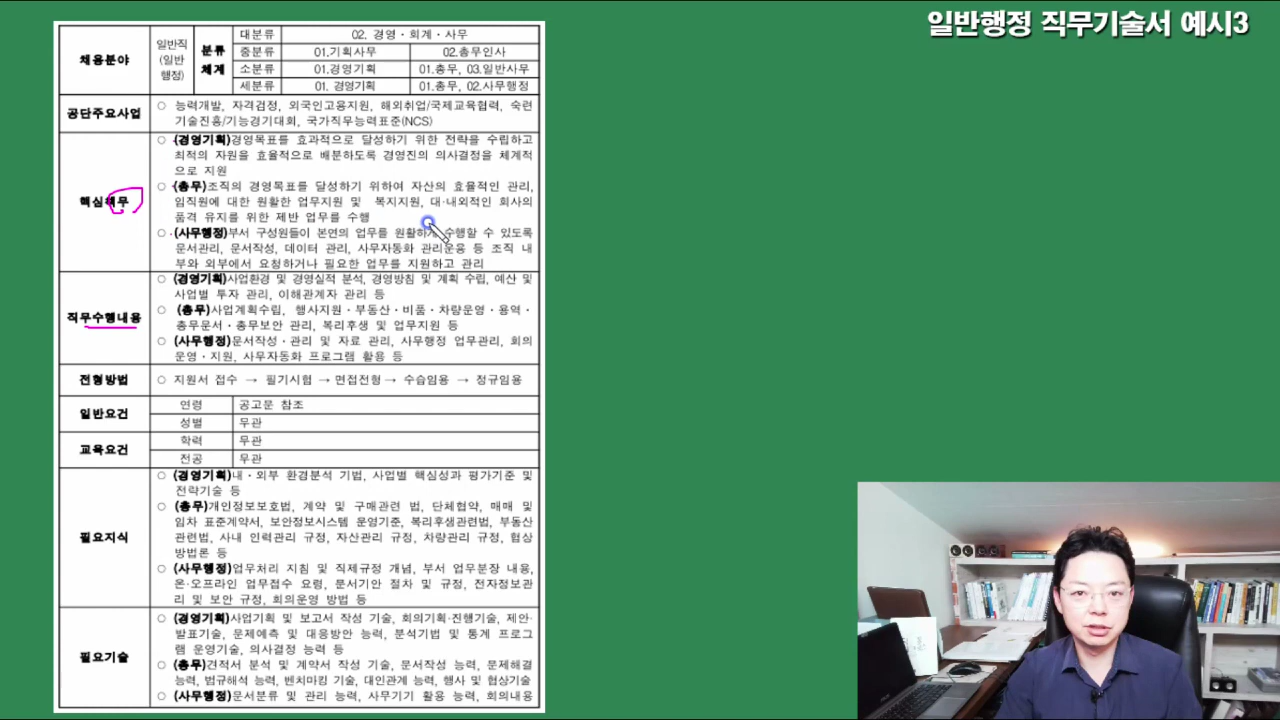 일반행정 직무기술서 예시3
채용분야
일반직
(일반
행정)
분류
체계
대분류
02. 경영·회계·사무
중분류
01.기획사무
02.총무인사
소분류
01.경영기획
01.총무, 03.일반사무
세분류
01. 경영기획
01.총무, 02.사무행정
공단주요사업
○ 능력개발, 자격검정, 외국인고용지원, 해외취업/국제교육협력, 숙련
기술진흥/기능경기대회, 국가직무능력표준(NCS)
핵심책무
○ (경영기획)경영목표를 효과적으로 달성하기 위한 전략을 수립하고
최적의 자원을 효율적으로 배분하도록 경영진의 의사결정을 체계적
으로 지원
○ (총무)조직의 경영목표를 달성하기 위하여 자산의 효율적인 관리,
임직원에 대한 원활한 업무지원 및 복지지원, 대·내외적인 회사의
품격 유지를 위한 제반 업무를 수행
○ (사무행정)부서 구성원들이 본연의 업무를 원활하게 수행할 수 있도록
문서관리, 문서작성, 데이터 관리, 사무자동화 관리운용 등 조직 내
부와 외부에서 요청하거나 필요한 업무를 지원하고 관리
직무수행내용
○ (경영기획)사업환경 및 경영실적 분석, 경영방침 및 계획 수립, 예산 및
사업별 투자 관리, 이해관계자 관리 등
○ (총무)사업계획수립, 행사지원·부동산·비품·차량운영·용역·
총무문서·총무보안 관리, 복리후생 및 업무지원 등
○ (사무행정)문서작성·관리 및 자료 관리, 사무행정 업무관리, 회의
운영·지원, 사무자동화 프로그램 활용 등
전형방법
○ 지원서 접수 → 필기시험 → 면접전형 → 수습임용 → 정규임용
일반요건
연령
공고문 참조
성별
무관
교육요건
학력
무관
전공
무관
필요지식
○ (경영기획)내·외부 환경분석 기법, 사업별 핵심성과 평가기준 및
전략기술 등
○ (총무)개인정보보호법, 계약 및 구매관련 법, 단체협약, 매매 및
임차 표준계약서, 보안정보시스템 운영기준, 복리후생관련법, 부동산
관련법, 사내 인력관리 규정, 자산관리 규정, 차량관리 규정, 협상
방법론 등
○ (사무행정)업무처리 지침 및 직제규정 개념, 부서 업무분장 내용,
온·오프라인 업무접수 요령, 문서기안 절차 및 규정, 전자정보관
리 및 보안 규정, 회의운영 방법 등
필요기술
○ (경영기획)사업기획 및 보고서 작성 기술, 회의기획·진행기술, 제안·
발표기술, 문제예측 및 대응방안 능력, 분석기법 및 통계 프로그
램 운영기술, 의사결정 능력 등
○ (총무)견적서 분석 및 계약서 작성 기술, 문서작성 능력, 문제해결
능력, 법규해석 능력, 벤치마킹 기술, 대인관계 능력, 행사 및 협상기술
○ (사무행정)문서분류 및 관리 능력, 사무기기 활용 능력, 회의내용